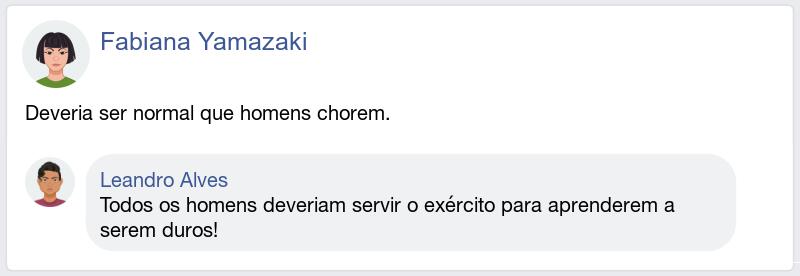 Fabiana Yamazaki
Deveria ser normal que homens chorem.
Leandro Alves
Todos os homens deveriam servir o exército para aprenderem a
serem duros!